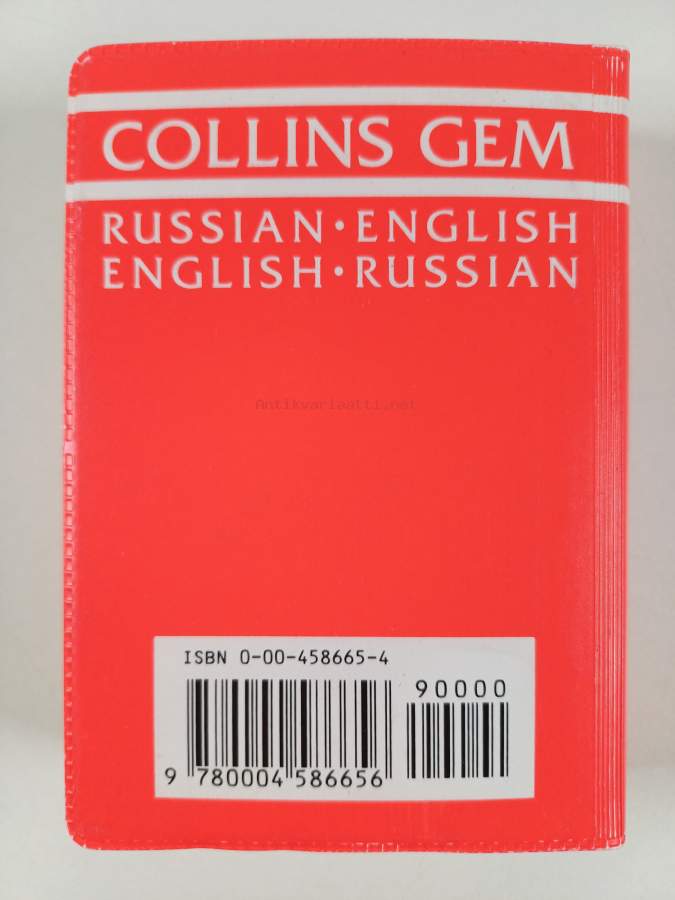 COLLINS GEM
RUSSIAN·ENGLISH
ENGLISH·RUSSIAN
Antikvariaatti.net
ISBN 0-00-458665-4
90000
9 780004 586656